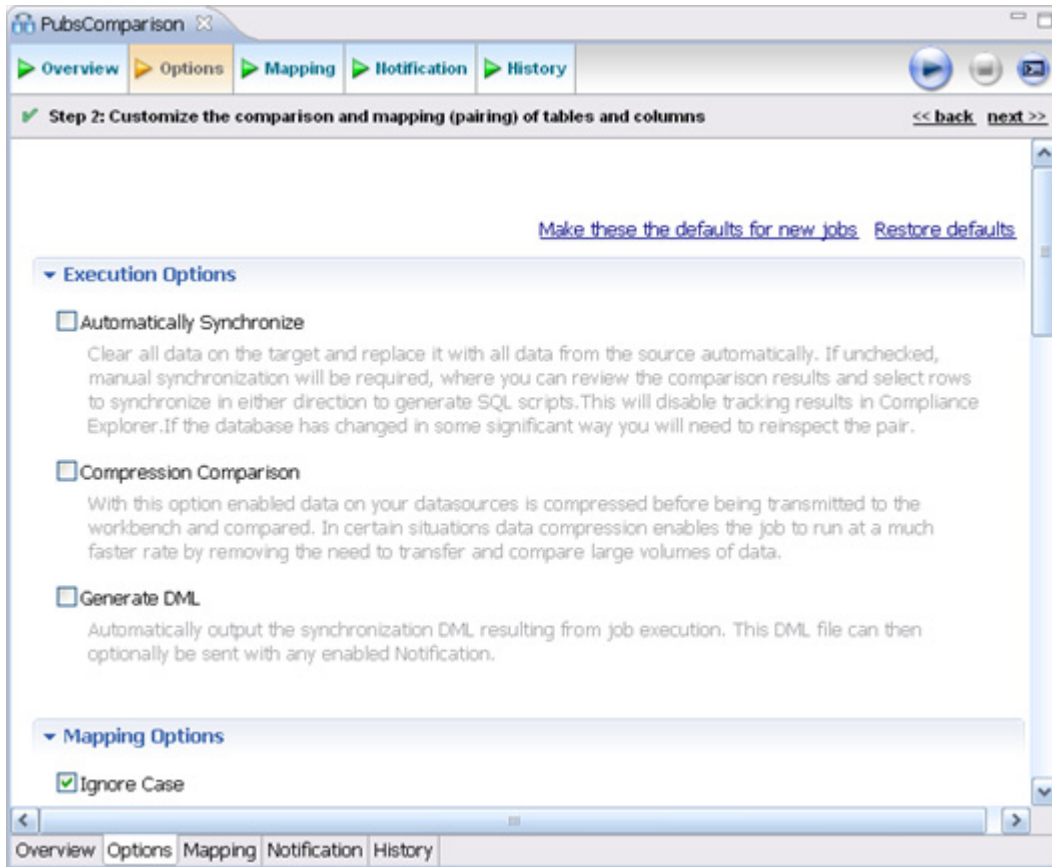 PubsComparison
Overview Options Mapping Notification History
Step 2: Customize the comparison and mapping (pairing) of tables and columns << back next >>
Make these the defaults for new jobs Restore defaults
Execution Options
Automatically Synchronize
Clear all data on the target and replace it with all data from the source automatically. If unchecked,
manual synchronization will be required, where you can review the comparison results and select rows
to synchronize in either direction to generate SQL scripts.This will disable tracking results in Compliance
Explorer.If the database has changed in some significant way you will need to reinspect the pair.
Compression Comparison
With this option enabled data on your datasources is compressed before being transmitted to the
workbench and compared. In certain situations data compression enables the job to run at a much
faster rate by removing the need to transfer and compare large volumes of data.
Generate DML
Automatically output the synchronization DML resulting from job execution. This DML file can then
optionally be sent with any enabled Notification.
Mapping Options
Ignore Case
Overview Options Mapping Notification History